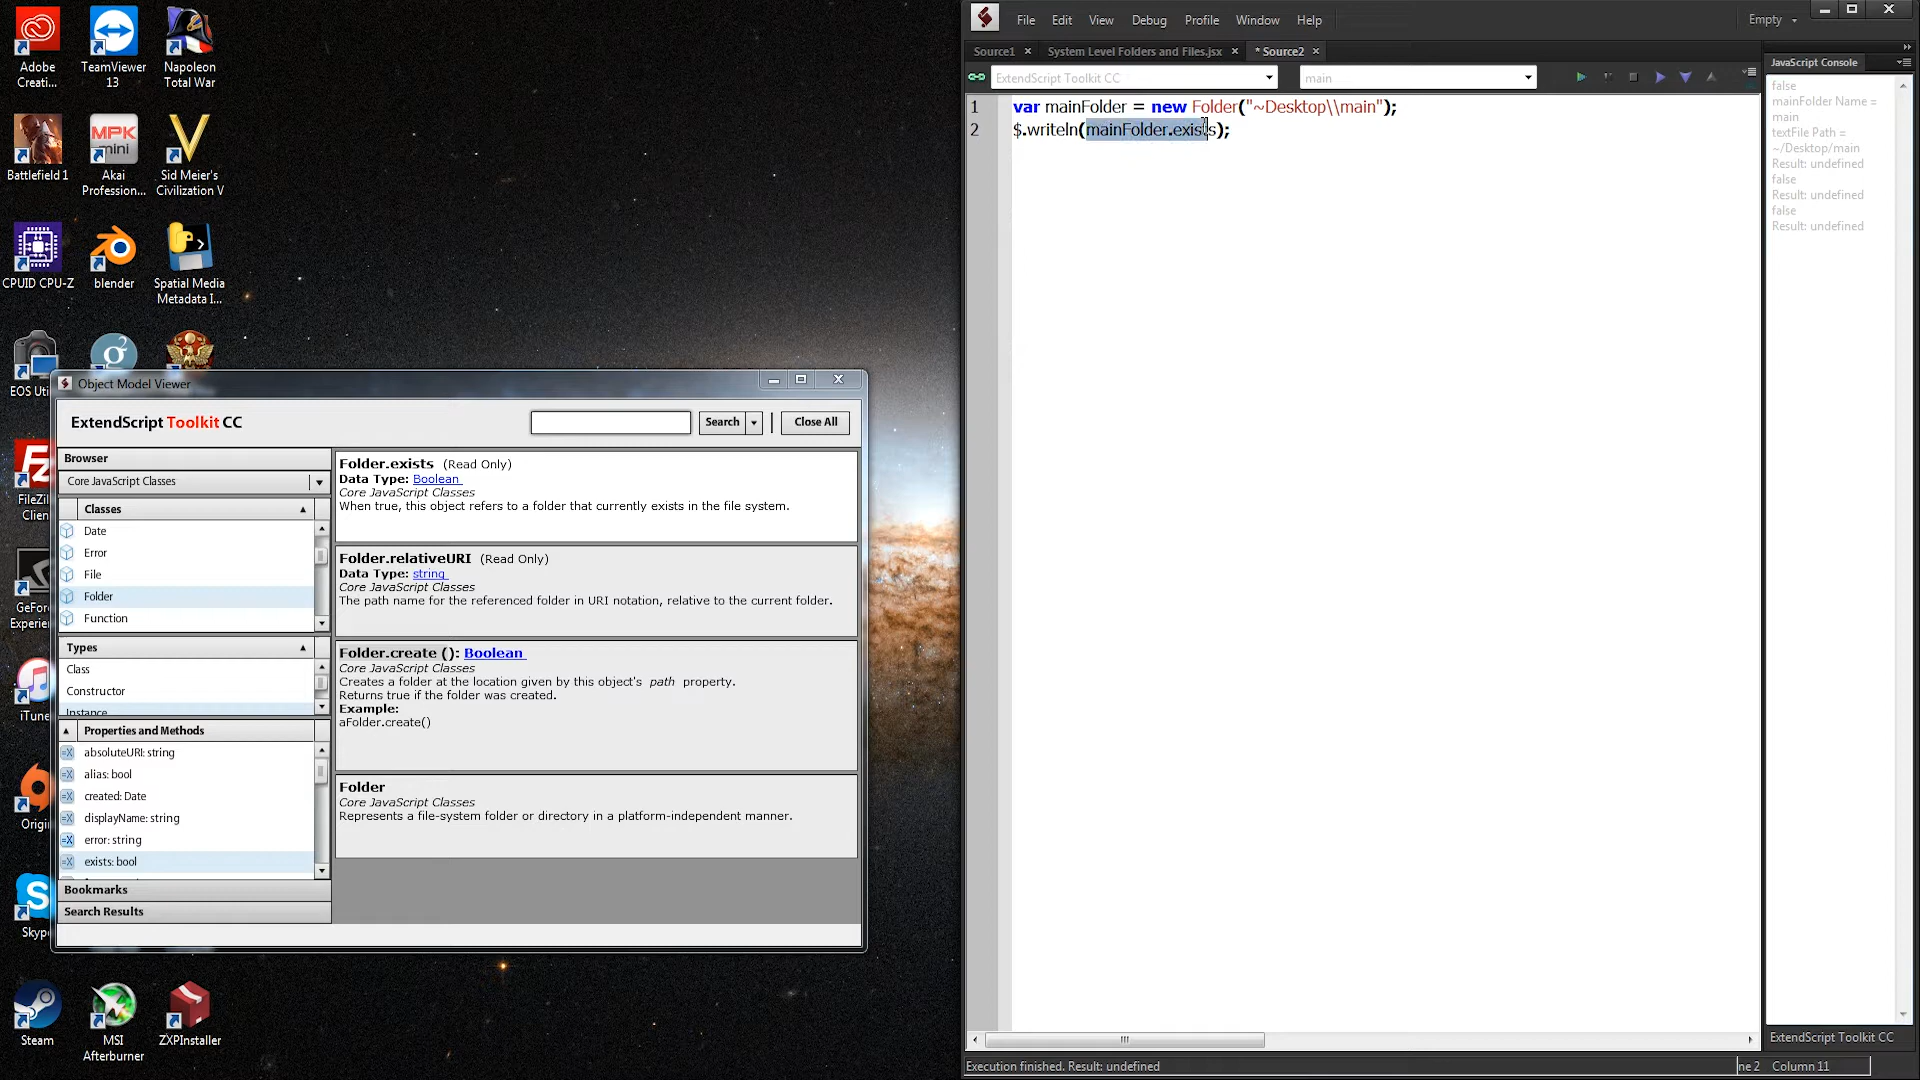 Adobe
Creati...
TeamViewer
13
Napoleon
Total War
Battlefield 1
Akai
Profession...
Sid Meier's
Civilization V
CPUID CPU-Z
blender
Spatial Media
Metadata I...
EOS Uti
FileZil
Clien
GeFor
Experien
iTune
Origi
Skyp
Steam
MSI
Afterburner
ZXPInstaller
Object Model Viewer
ExtendScript Toolkit CC
Search
Close All
Browser
Core JavaScript Classes
Classes
Date
Error
File
Folder
Function
Types
Class
Constructor
Instance
Properties and Methods
absoluteURI: string
alias: bool
created: Date
displayName: string
error: string
exists: bool
Bookmarks
Search Results
Folder.exists (Read Only)
Data Type: Boolean
Core JavaScript Classes
When true, this object refers to a folder that currently exists in the file system.
Folder.relativeURI (Read Only)
Data Type: string
Core JavaScript Classes
The path name for the referenced folder in URI notation, relative to the current folder.
Folder.create (): Boolean
Core JavaScript Classes
Creates a folder at the location given by this object's path property.
Returns true if the folder was created.
Example:
aFolder.create()
Folder
Core JavaScript Classes
Represents a file-system folder or directory in a platform-independent manner.
File Edit View Debug Profile Window Help
Empty
Source1
System Level Folders and Files.jsx
* Source2
ExtendScript Toolkit CC
main
1 var mainFolder = new Folder("~Desktop\\main");
2 $.writeln(mainFolder.exists);
JavaScript Console
false
mainFolder Name =
main
textFile Path =
~/Desktop/main
Result: undefined
false
Result: undefined
false
Result: undefined
ExtendScript Toolkit CC
Execution finished. Result: undefined
ne 2 Column 11